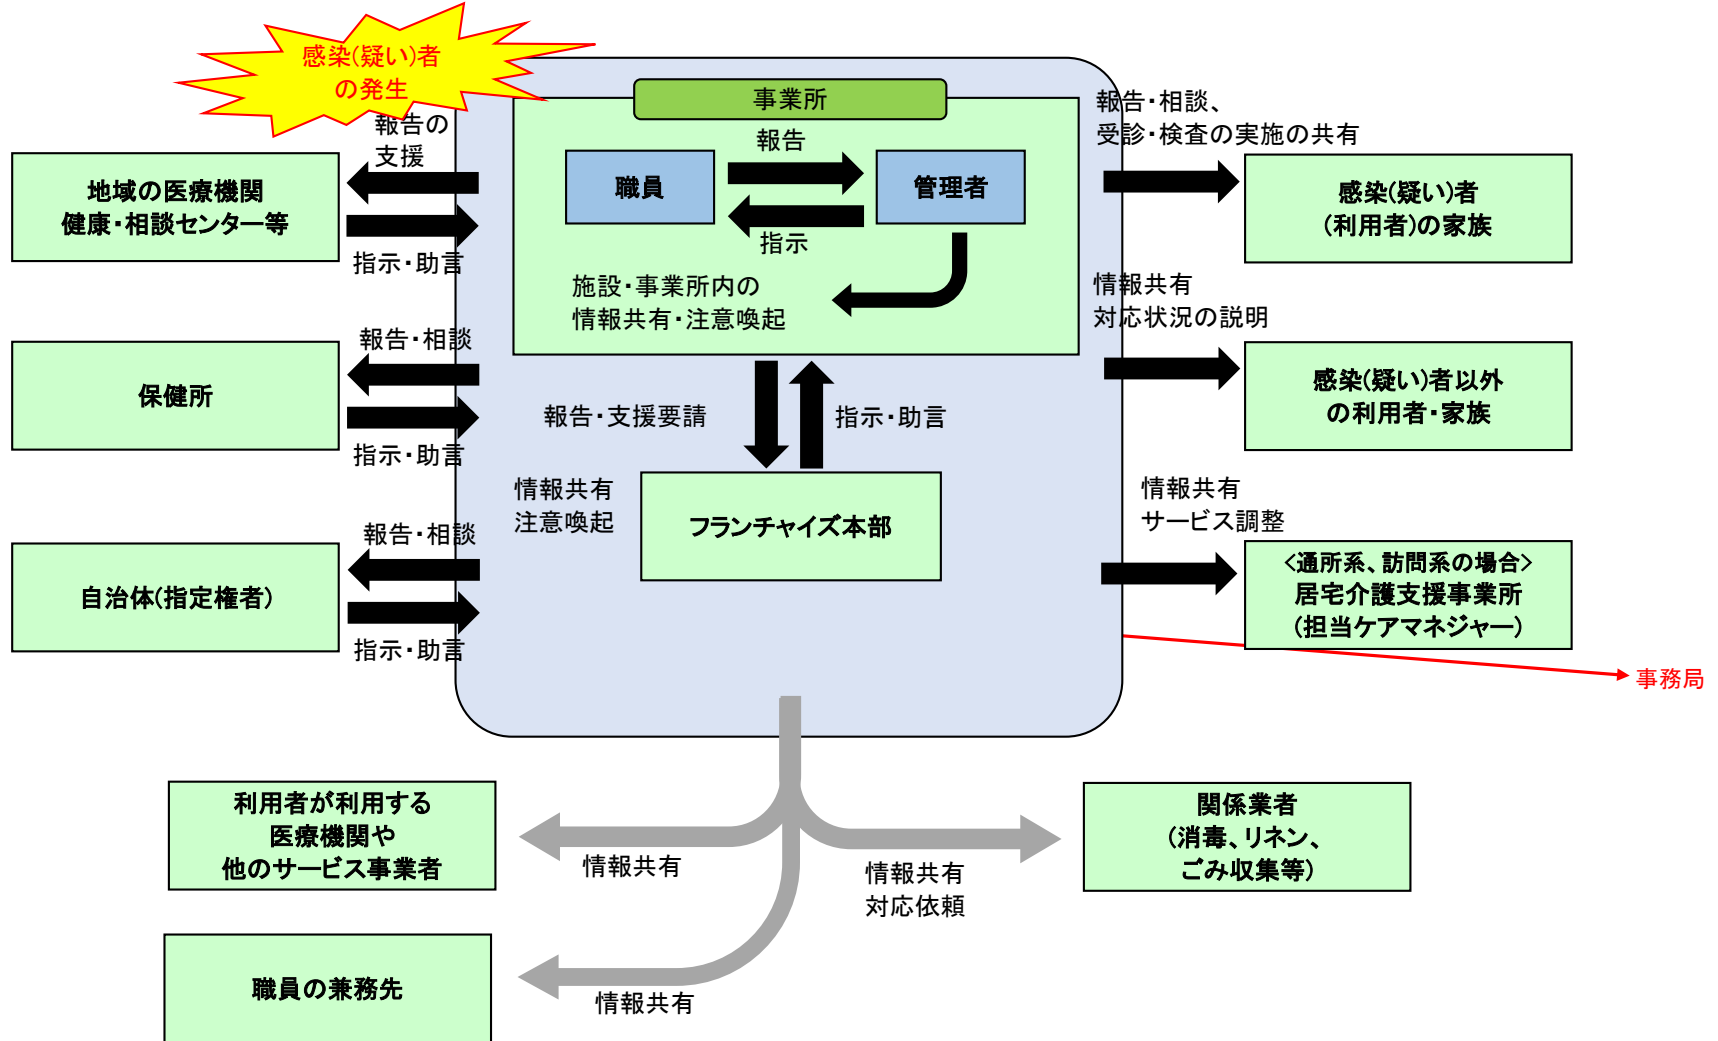 感染(疑い)者
の発生
事業所
報告の
支援
報告
職員
管理者
指示
施設・事業所内の
情報共有・注意喚起
地域の医療機関
健康・相談センター等
指示・助言
報告・相談
保健所
指示・助言
報告・相談
自治体(指定権者)
指示・助言
報告・支援要請
指示・助言
情報共有
注意喚起
フランチャイズ本部
報告・相談、
受診・検査の実施の共有
感染(疑い)者
(利用者)の家族
情報共有
対応状況の説明
感染(疑い)者以外
の利用者・家族
情報共有
サービス調整
<通所系、訪問系の場合>
居宅介護支援事業所
(担当ケアマネジャー)
事務局
利用者が利用する
医療機関や
他のサービス事業者
情報共有
情報共有
対応依頼
関係業者
(消毒、リネン、
ごみ収集等)
職員の兼務先
情報共有